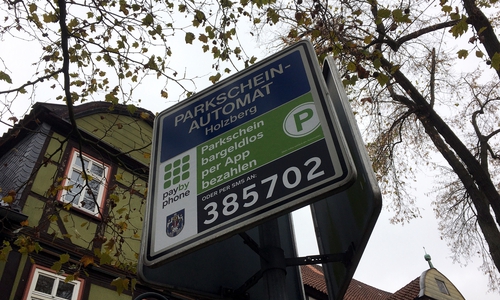 PARKSCHEIN-
AUTOMAT
Holzberg
Parkschein
bargeldlos
per App
bezahlen
P
pay by
phone
ODER PER SMS AN:
385702